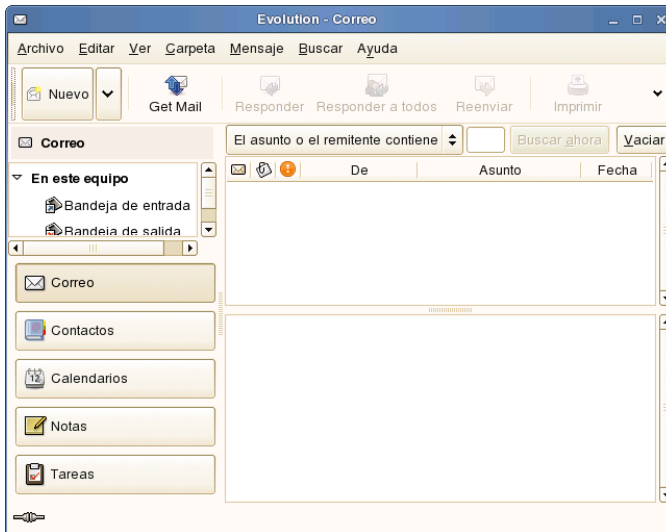 Evolution - Correo
Archivo Editar Ver Carpeta Mensaje Buscar Ayuda
Nuevo Get Mail Responder Responder a todos Reenviar Imprimir
Correo El asunto o el remitente contiene Buscar ahora Vaciar
En este equipo De Asunto Fecha
Bandeja de entrada
Bandeja de salida
Correo
Contactos
12 Calendarios
Notas
Tareas